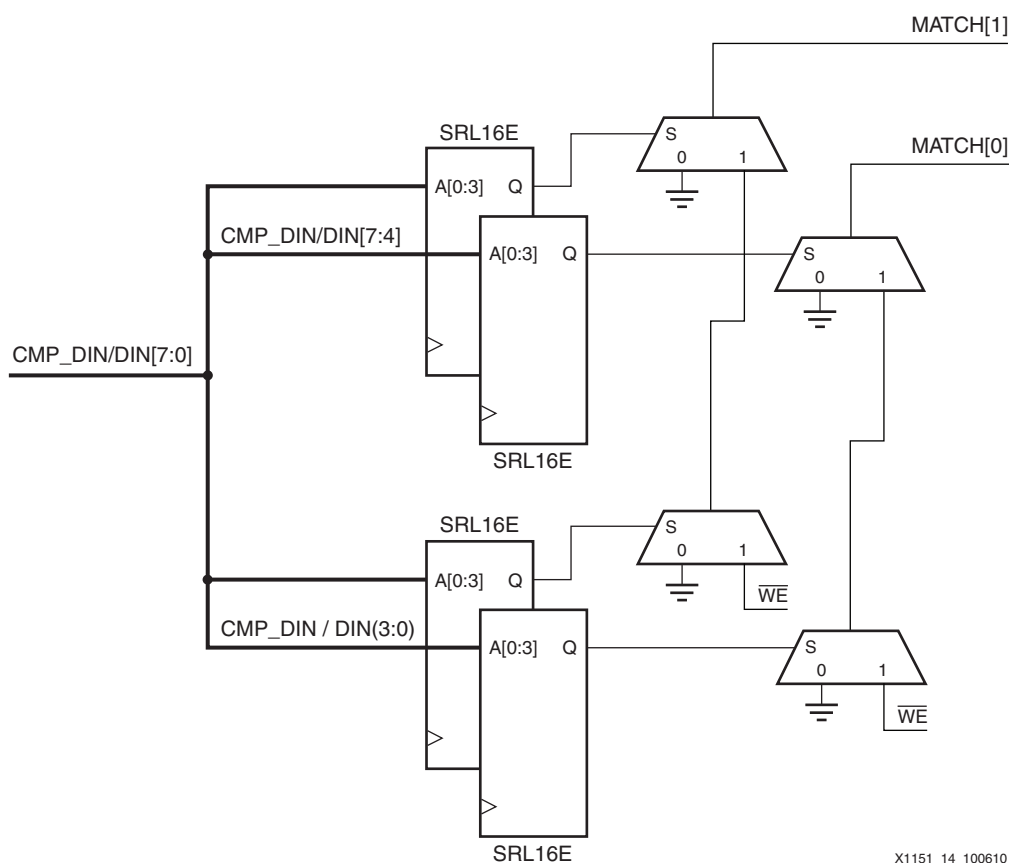 MATCH[1]
SRL16E
S
0 1
MATCH[0]
A[0:3] Q
CMP_DIN/DIN[7:4]
A[0:3] Q
S
0 1
CMP_DIN/DIN[7:0]
SRL16E
SRL16E
S
0 1
A[0:3] Q
WE
CMP_DIN / DIN(3:0)
A[0:3] Q
S
0 1
WE
SRL16E
X1151_14_100610